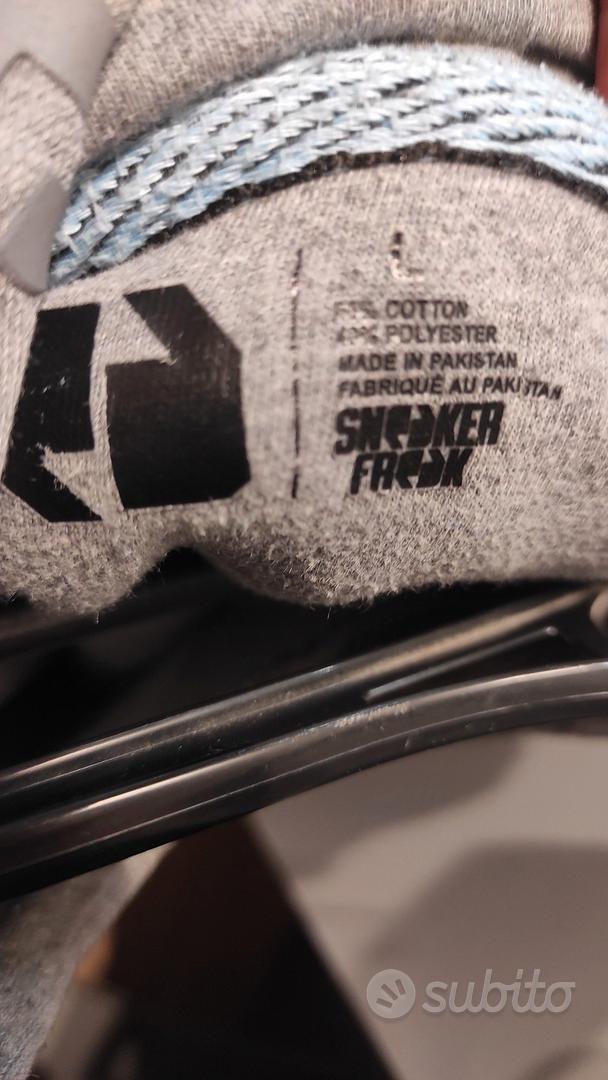 L
COTTON
POLYESTER
MADE IN PAKISTAN
FABRIQUÉ AU PAKISTAN
SNEAKER
FREAK
subito